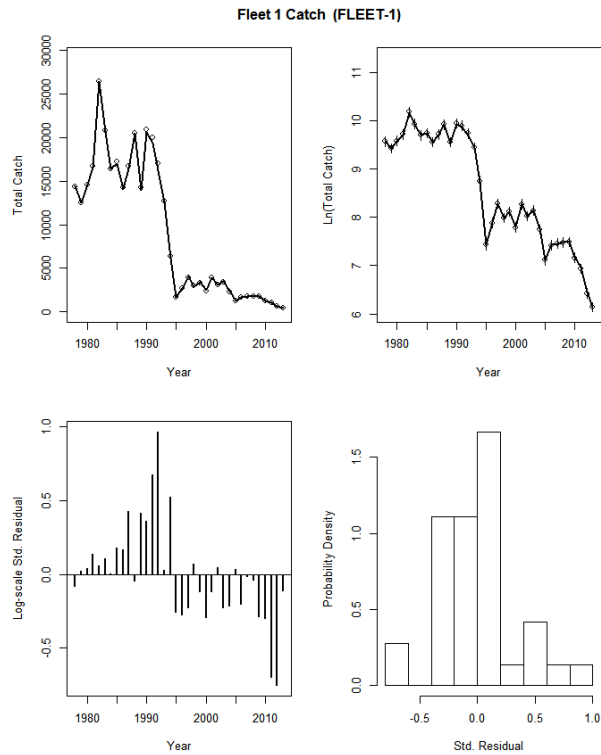 Fleet 1 Catch (FLEET-1)
Total Catch
30000
25000
20000
15000
10000
5000
0
1980 1990 2000 2010
Year
Ln(Total Catch)
11
10
9
8
7
6
1980 1990 2000 2010
Year
Log-scale Std. Residual
1.0
0.5
0.0
-0.5
1980 1990 2000 2010
Year
Probability Density
1.5
1.0
0.5
0.0
-0.5 0.0 0.5 1.0
Std. Residual